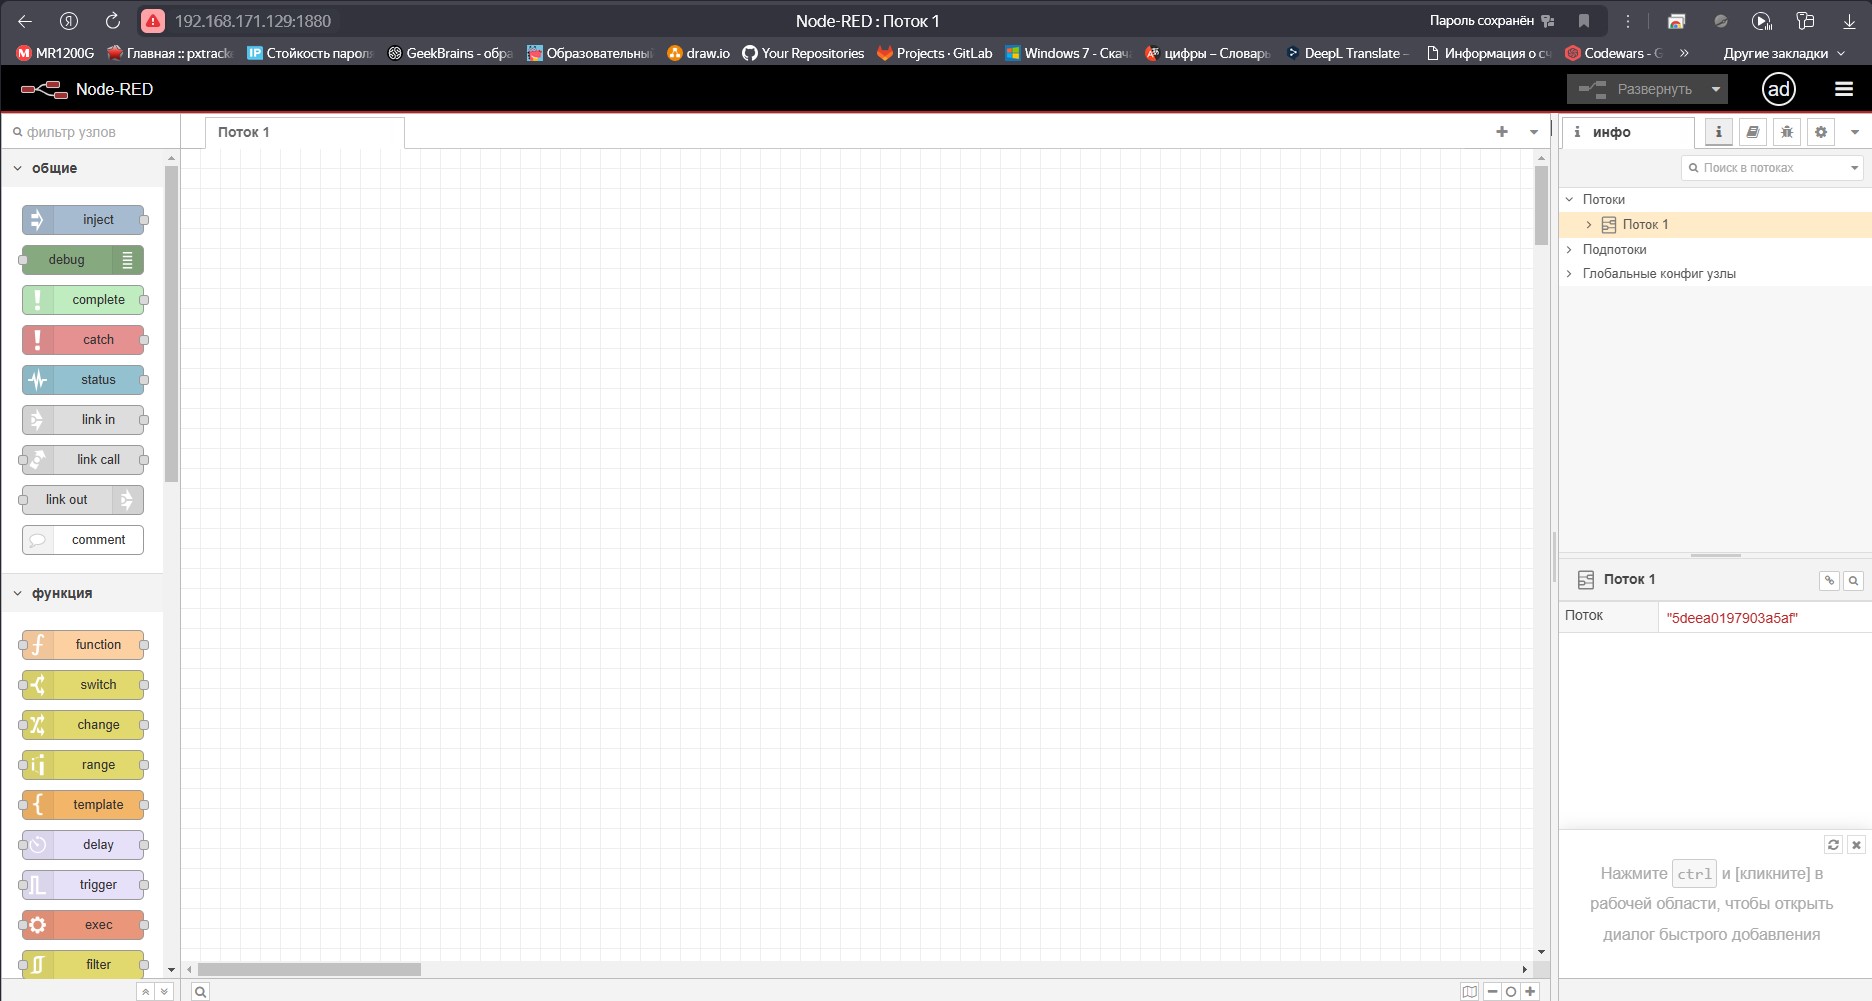 192.168.171.129:1880
Node-RED : Поток 1
Пароль сохранён
MR1200G
Главная :: pxtrack
Стойкость пароля
GeekBrains - обра
Образовательный
draw.io
Your Repositories
Projects · GitLab
Windows 7 - Скач
цифры – Словарь
DeepL Translate –
Информация о сч
Codewars - G
»
Другие закладки
Node-RED
Развернуть
ad
фильтр узлов
Поток 1
инфо
общие
Поиск в потоках
inject
debug
complete
catch
status
link in
link call
link out
comment
Потоки
Поток 1
Подпотоки
Глобальные конфиг узлы
функция
function
switch
change
range
template
delay
trigger
exec
filter
Поток 1
Поток
"5deea0197903a5af"
Нажмите ctrl и [кликните] в
рабочей области, чтобы открыть
диалог быстрого добавления